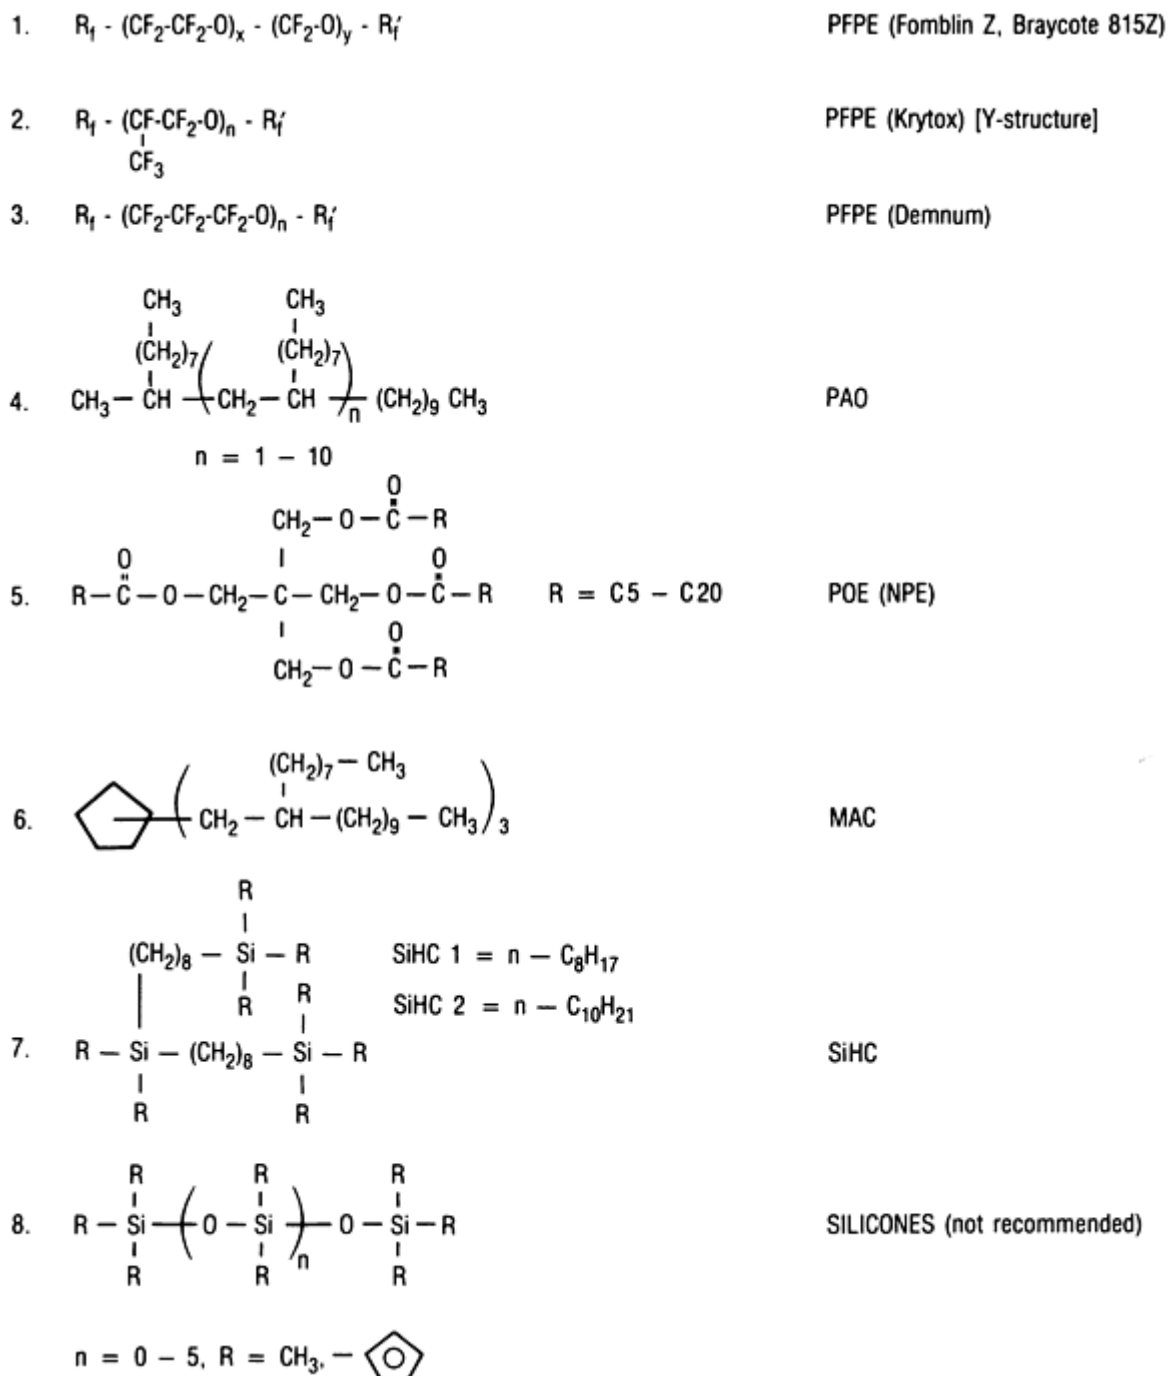 1. R_f - (CF_2-CF_2-O)_x - (CF_2-O)_y - R_f′ PFPE (Fomblin Z, Braycote 815Z)
2. R_f - (CF-CF_2-O)_n - R_f′ PFPE (Krytox) [Y-structure]
CF_3
3. R_f - (CF_2-CF_2-CF_2-O)_n - R_f′ PFPE (Demnum)
CH_3 CH_3
(CH_2)_7 (CH_2)_7
4. CH_3 — CH — (CH_2 — CH)_n — (CH_2)_9 CH_3 PAO
n = 1 – 10
O
CH_2 — O — C — R
O O
5. R — C — O — CH_2 — C — CH_2 — O — C — R R = C5 – C20 POE (NPE)
O
CH_2 — O — C — R
(CH_2)_7 — CH_3
6. (CH_2 — CH — (CH_2)_9 — CH_3)_3 MAC
R
(CH_2)_8 — Si — R SiHC 1 = n – C_8H_17
R R SiHC 2 = n – C_10H_21
7. R — Si — (CH_2)_8 — Si — R SiHC
R R
R R R
8. R — Si — (O — Si)_n — O — Si — R SILICONES (not recommended)
R R R
n = 0 – 5, R = CH_3, –